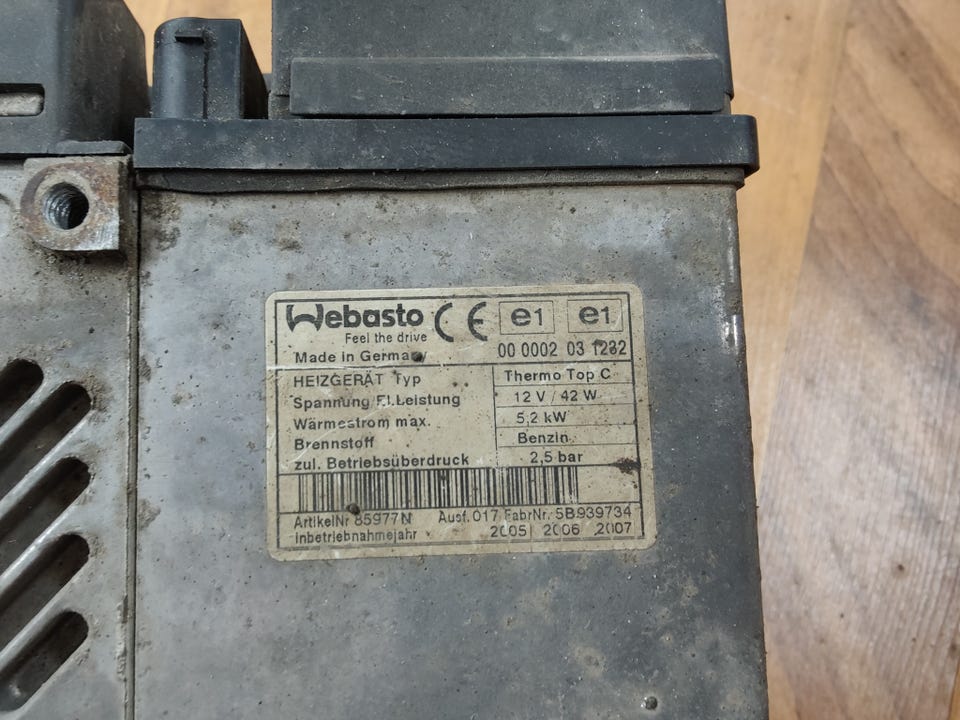 Webasto CE e1 e1
Feel the drive
Made in Germany 00 0002 03 1282
HEIZGERÄT Typ Thermo Top C
Spannung/El.Leistung 12 V / 42 W
Wärmestrom max. 5,2 kW
Brennstoff Benzin
zul. Betriebsüberdruck 2,5 bar
ArtikelNr 85977N Ausf. 017 FabrNr. 5B939734
Inbetriebnahmejahr 2005 2006 2007